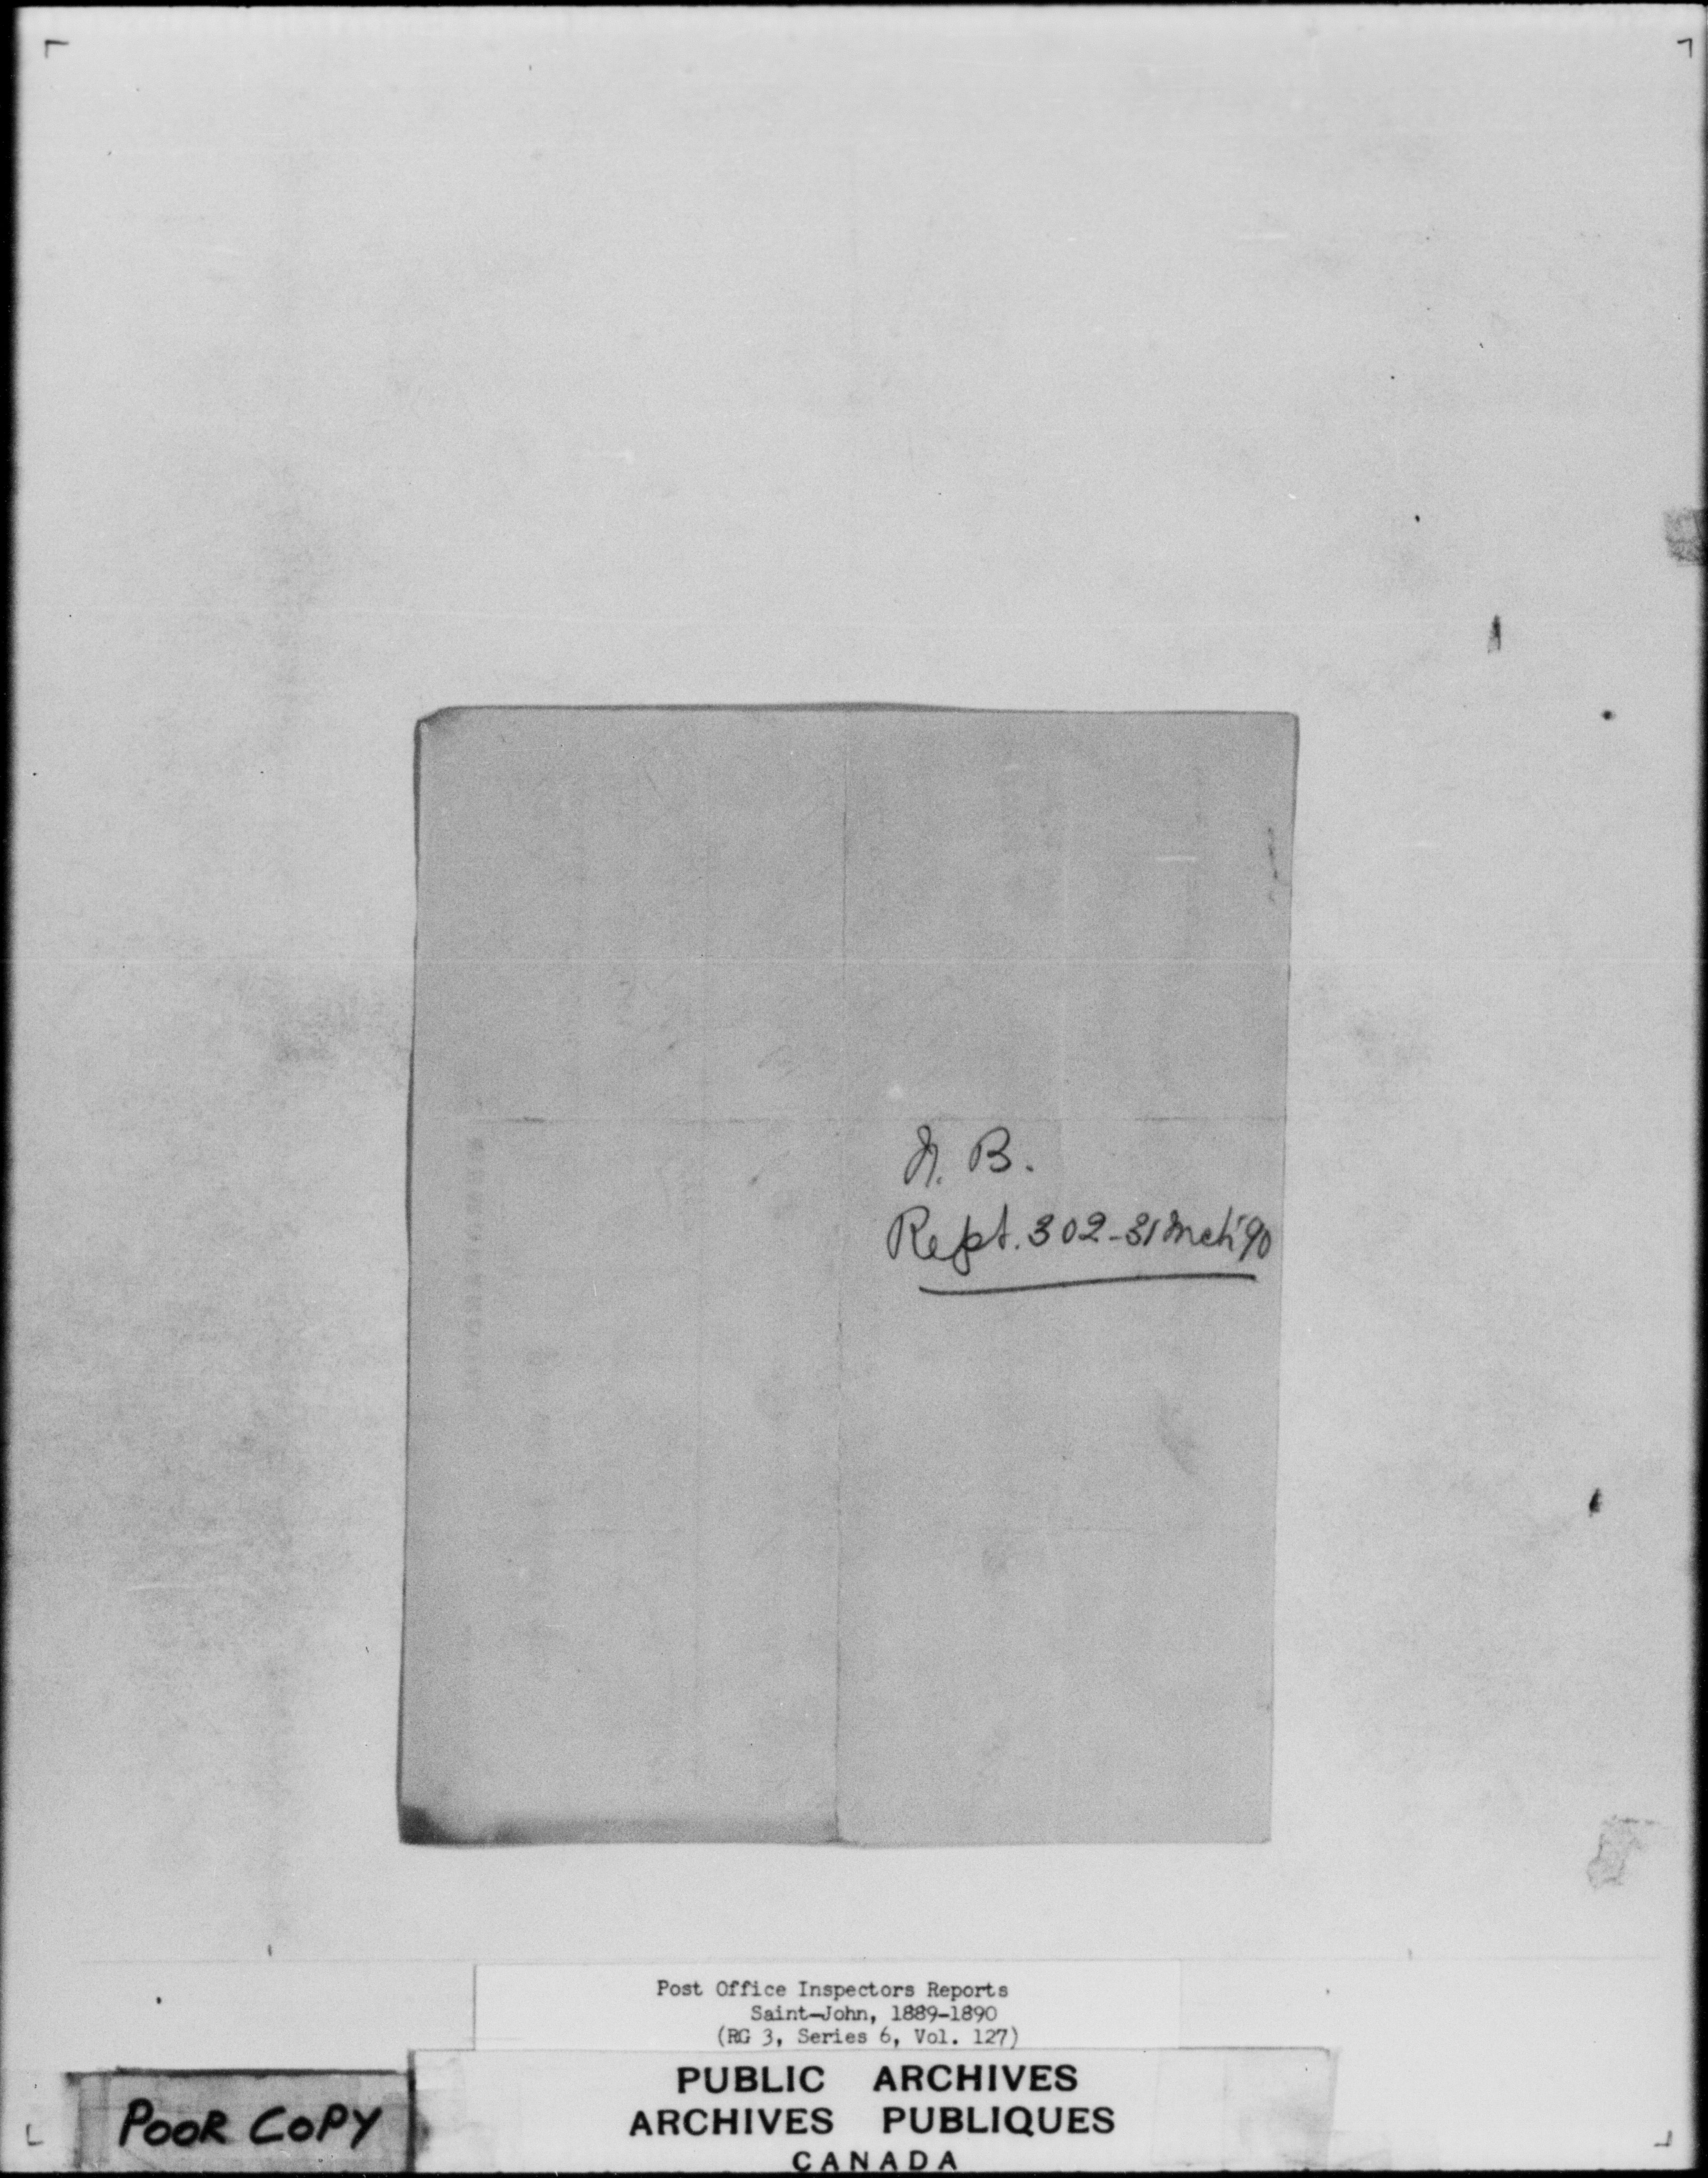 N. B.
Rept. 302-31 Mch '90
Post Office Inspectors Reports
Saint-John, 1889-1890
(RG 3, Series 6, Vol. 127)
PUBLIC ARCHIVES
ARCHIVES PUBLIQUES
CANADA
POOR COPY